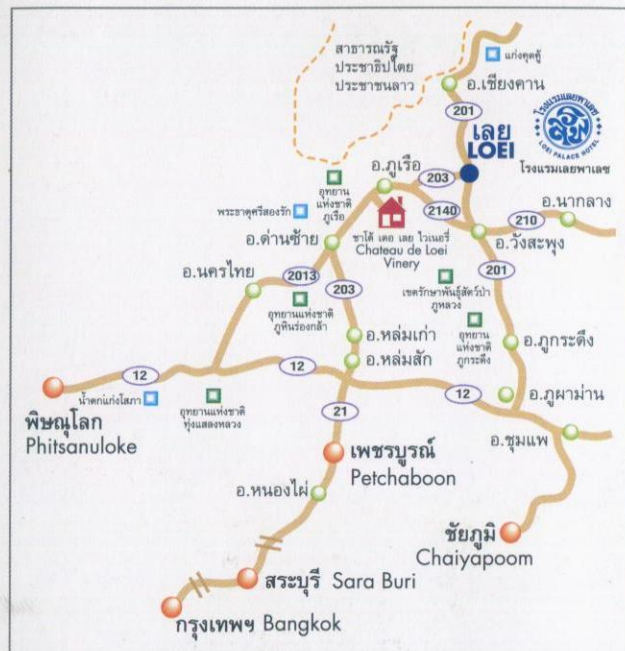 สาธารณรัฐ
ประชาธิปไตย
ประชาชนลาว
แก่งคุดคู้
อ.เชียงคาน
201
เลย
LOEI
โรงแรมเลยพาเลซ
LOEI PALACE HOTEL
โรงแรมเลยพาเลซ
อ.ภูเรือ
203
อุทยาน
แห่งชาติ
ภูเรือ
2140
210
อ.นากลาง
พระธาตุศรีสองรัก
ชาโต้ เดอ เลย ไวเนอรี่
Chateau de Loei
Vinery
อ.วังสะพุง
อ.ด่านซ้าย
201
อ.นครไทย
2013
203
เขตรักษาพันธุ์สัตว์ป่า
ภูหลวง
อุทยานแห่งชาติ
ภูหินร่องกล้า
อุทยาน
แห่งชาติ
ภูกระดึง
อ.หล่มเก่า
อ.ภูกระดึง
อ.หล่มสัก
12
12
12
อ.ภูผาม่าน
น้ำตกแก่งโสภา
อุทยานแห่งชาติ
ทุ่งแสลงหลวง
21
พิษณุโลก
Phitsanuloke
อ.ชุมแพ
เพชรบูรณ์
Petchaboon
อ.หนองไผ่
ชัยภูมิ
Chaiyapoom
สระบุรี Sara Buri
กรุงเทพฯ Bangkok